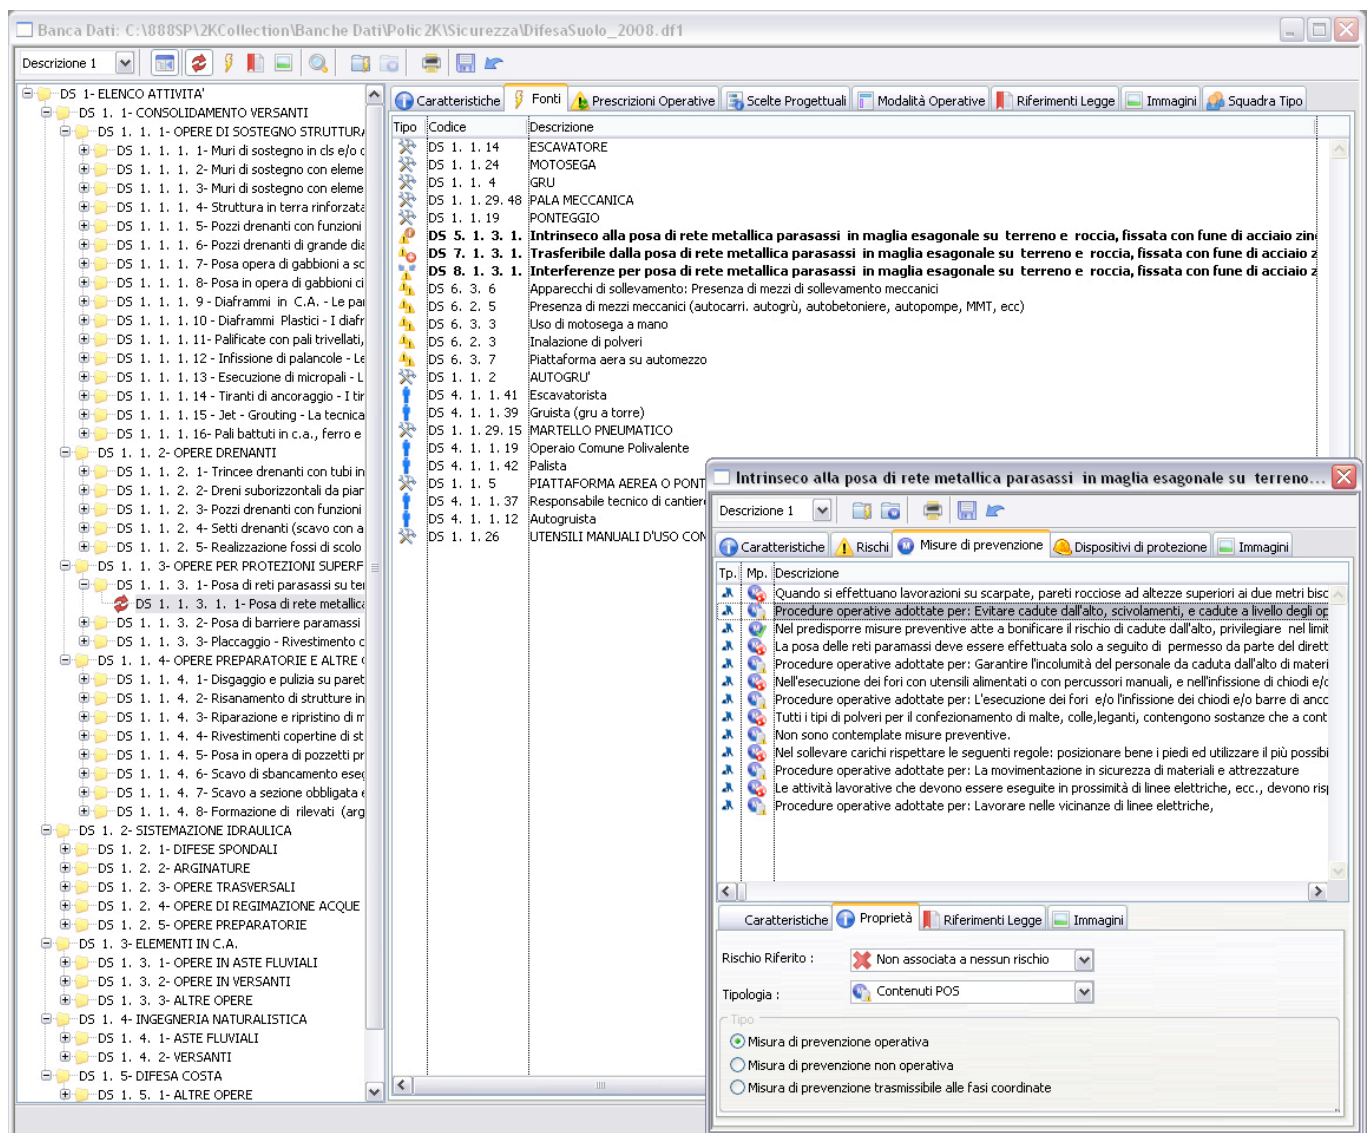 Banca Dati: C:\888SP\2KCollection\Banche Dati\Polic2K\Sicurezza\DifesaSuolo_2008.df1
Descrizione 1
DS 1- ELENCO ATTIVITA'
DS 1. 1- CONSOLIDAMENTO VERSANTI
DS 1. 1. 1- OPERE DI SOSTEGNO STRUTTURA
DS 1. 1. 1. 1- Muri di sostegno in cls e/o c
DS 1. 1. 1. 2- Muri di sostegno con eleme
DS 1. 1. 1. 3- Muri di sostegno con eleme
DS 1. 1. 1. 4- Struttura in terra rinforzata
DS 1. 1. 1. 5- Pozzi drenanti con funzioni
DS 1. 1. 1. 6- Pozzi drenanti di grande dia
DS 1. 1. 1. 7- Posa opera di gabbioni a sc
DS 1. 1. 1. 8- Posa in opera di gabbioni ci
DS 1. 1. 1. 9 - Diaframmi in C.A. - Le par
DS 1. 1. 1. 10 - Diaframmi Plastici - I diafr
DS 1. 1. 1. 11- Palificate con pali trivellati,
DS 1. 1. 1. 12 - Infissione di palancole - Le
DS 1. 1. 1. 13 - Esecuzione di micropali - L
DS 1. 1. 1. 14 - Tiranti di ancoraggio - I tir
DS 1. 1. 1. 15 - Jet - Grouting - La tecnica
DS 1. 1. 1. 16- Pali battuti in c.a., ferro e
DS 1. 1. 2- OPERE DRENANTI
DS 1. 1. 2. 1- Trincee drenanti con tubi in
DS 1. 1. 2. 2- Dreni suborizzontali da piar
DS 1. 1. 2. 3- Pozzi drenanti con funzioni
DS 1. 1. 2. 4- Setti drenanti (scavo con a
DS 1. 1. 2. 5- Realizzazione fossi di scolo
DS 1. 1. 3- OPERE PER PROTEZIONI SUPERF
DS 1. 1. 3. 1- Posa di reti parasassi su ter
DS 1. 1. 3. 1. 1- Posa di rete metallica
DS 1. 1. 3. 2- Posa di barriere paramassi
DS 1. 1. 3. 3- Placcaggio - Rivestimento c
DS 1. 1. 4- OPERE PREPARATORIE E ALTRE
DS 1. 1. 4. 1- Disgaggio e pulizia su paret
DS 1. 1. 4. 2- Risanamento di strutture in
DS 1. 1. 4. 3- Riparazione e ripristino di m
DS 1. 1. 4. 4- Rivestimenti copertine di st
DS 1. 1. 4. 5- Posa in opera di pozzetti pr
DS 1. 1. 4. 6- Scavo di sbancamento eseg
DS 1. 1. 4. 7- Scavo a sezione obbligata e
DS 1. 1. 4. 8- Formazione di rilevati (arg
DS 1. 2- SISTEMAZIONE IDRAULICA
DS 1. 2. 1- DIFESE SPONDALI
DS 1. 2. 2- ARGINATURE
DS 1. 2. 3- OPERE TRASVERSALI
DS 1. 2. 4- OPERE DI REGIMAZIONE ACQUE
DS 1. 2. 5- OPERE PREPARATORIE
DS 1. 3- ELEMENTI IN C.A.
DS 1. 3. 1- OPERE IN ASTE FLUVIALI
DS 1. 3. 2- OPERE IN VERSANTI
DS 1. 3. 3- ALTRE OPERE
DS 1. 4- INGEGNERIA NATURALISTICA
DS 1. 4. 1- ASTE FLUVIALI
DS 1. 4. 2- VERSANTI
DS 1. 5- DIFESA COSTA
DS 1. 5. 1- ALTRE OPERE
Caratteristiche Fonti Prescrizioni Operative Scelte Progettuali Modalità Operative Riferimenti Legge Immagini Squadra Tipo
Tipo Codice Descrizione
DS 1. 1. 14 ESCAVATORE
DS 1. 1. 24 MOTOSEGA
DS 1. 1. 4 GRU
DS 1. 1. 29. 48 PALA MECCANICA
DS 1. 1. 19 PONTEGGIO
DS 5. 1. 3. 1. Intrinseco alla posa di rete metallica parasassi in maglia esagonale su terreno e roccia, fissata con fune di acciaio zin
DS 7. 1. 3. 1. Trasferibile dalla posa di rete metallica parasassi in maglia esagonale su terreno e roccia, fissata con fune di acciaio z
DS 8. 1. 3. 1. Interferenze per posa di rete metallica parasassi in maglia esagonale su terreno e roccia, fissata con fune di acciaio z
DS 6. 3. 6 Apparecchi di sollevamento: Presenza di mezzi di sollevamento meccanici
DS 6. 2. 5 Presenza di mezzi meccanici (autocarri. autogrù, autobetoniere, autopompe, MMT, ecc)
DS 6. 3. 3 Uso di motosega a mano
DS 6. 2. 3 Inalazione di polveri
DS 6. 3. 7 Piattaforma aera su automezzo
DS 1. 1. 2 AUTOGRU'
DS 4. 1. 1. 41 Escavatorista
DS 4. 1. 1. 39 Gruista (gru a torre)
DS 1. 1. 29. 15 MARTELLO PNEUMATICO
DS 4. 1. 1. 19 Operaio Comune Polivalente
DS 4. 1. 1. 42 Palista
DS 1. 1. 5 PIATTAFORMA AEREA O PONT
DS 4. 1. 1. 37 Responsabile tecnico di cantiere
DS 4. 1. 1. 12 Autogruista
DS 1. 1. 26 UTENSILI MANUALI D'USO CON
Intrinseco alla posa di rete metallica parasassi in maglia esagonale su terreno...
Descrizione 1
Caratteristiche Rischi Misure di prevenzione Dispositivi di protezione Immagini
Tp. Mp. Descrizione
Quando si effettuano lavorazioni su scarpate, pareti rocciose ad altezze superiori ai due metri bisc
Procedure operative adottate per: Evitare cadute dall'alto, scivolamenti, e cadute a livello degli op
Nel predisporre misure preventive atte a bonificare il rischio di cadute dall'alto, privilegiare nel limit
La posa delle reti paramassi deve essere effettuata solo a seguito di permesso da parte del dirett
Procedure operative adottate per: Garantire l'incolumità del personale da caduta dall'alto di materi
Nell'esecuzione dei fori con utensili alimentati o con percussori manuali, e nell'infissione di chiodi e/c
Procedure operative adottate per: L'esecuzione dei fori e/o l'infissione dei chiodi e/o barre di anco
Tutti i tipi di polveri per il confezionamento di malte, colle,leganti, contengono sostanze che a cont
Non sono contemplate misure preventive.
Nel sollevare carichi rispettare le seguenti regole: posizionare bene i piedi ed utilizzare il più possibi
Procedure operative adottate per: La movimentazione in sicurezza di materiali e attrezzature
Le attività lavorative che devono essere eseguite in prossimità di linee elettriche, ecc., devono risp
Procedure operative adottate per: Lavorare nelle vicinanze di linee elettriche,
Caratteristiche Proprietà Riferimenti Legge Immagini
Rischio Riferito : Non associata a nessun rischio
Tipologia : Contenuti POS
Tipo
Misura di prevenzione operativa
Misura di prevenzione non operativa
Misura di prevenzione trasmissibile alle fasi coordinate